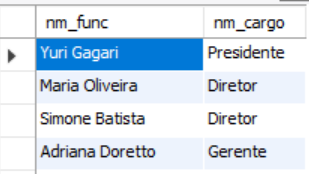 nm_func nm_cargo
Yuri Gagari Presidente
Maria Oliveira Diretor
Simone Batista Diretor
Adriana Doretto Gerente